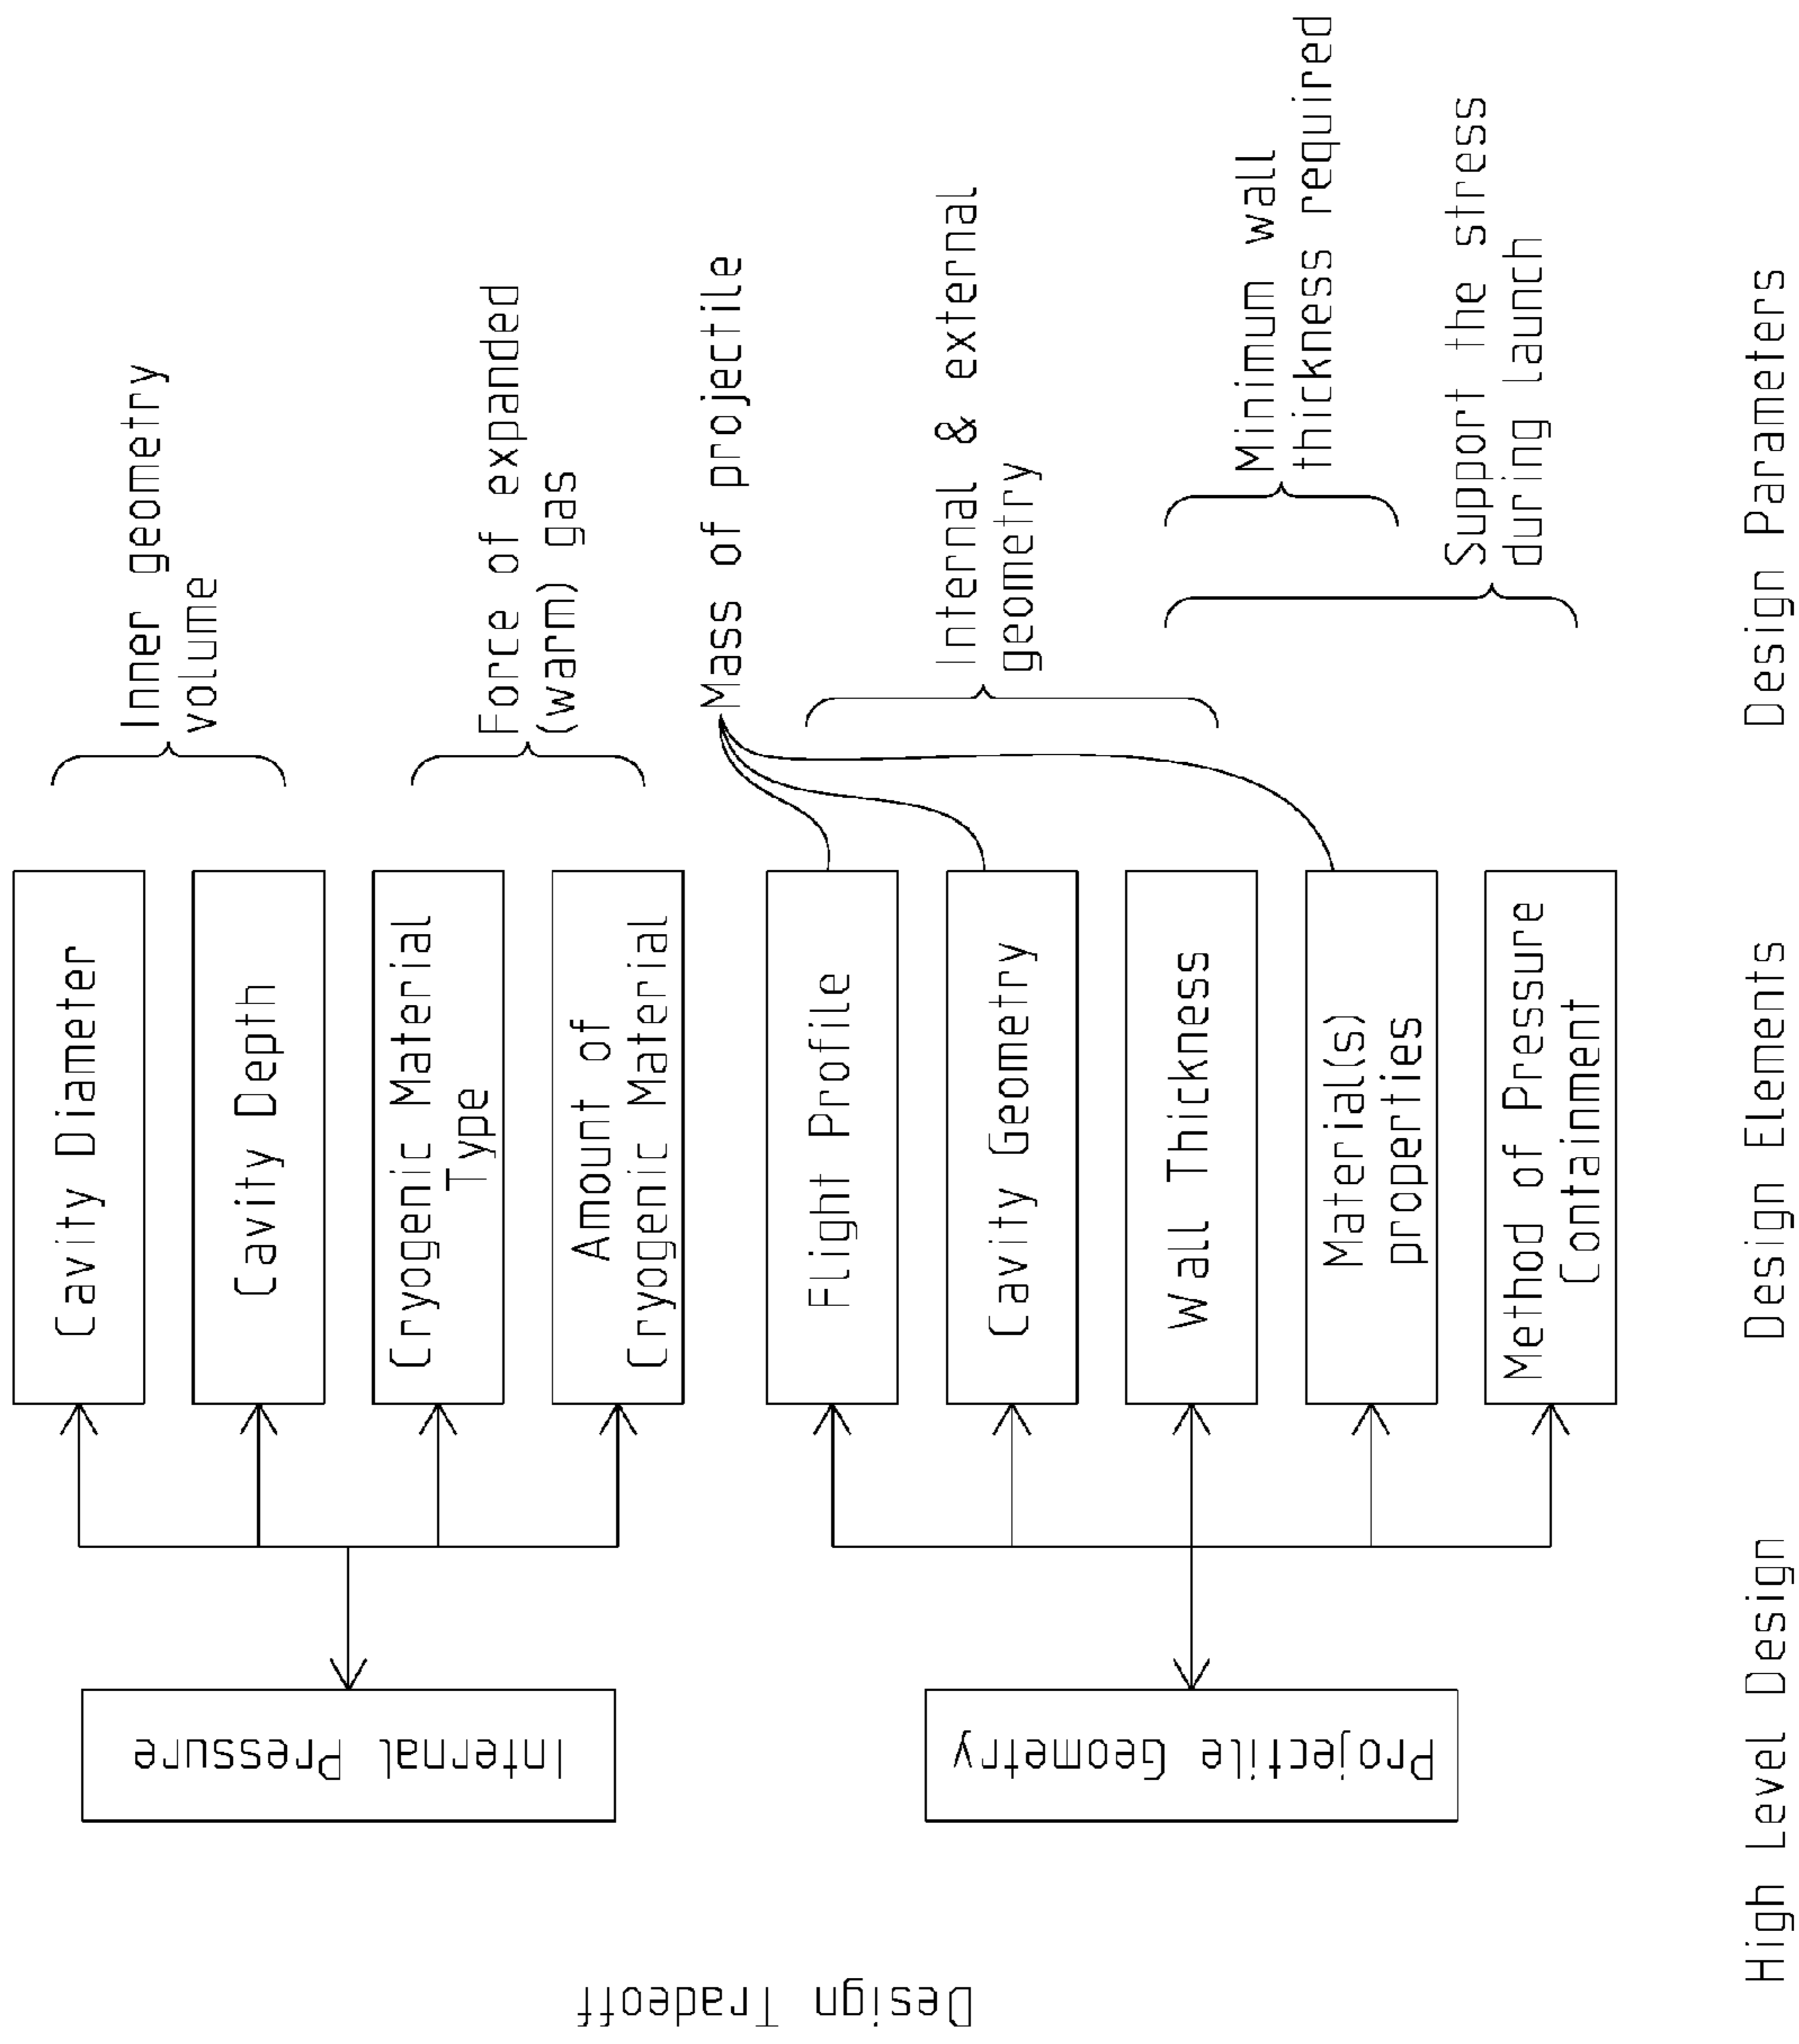 Design Tradeoff
Internal Pressure
Projectile Geometry
Cavity Diameter
Cavity Depth
Cryogenic Material
Type
Amount of
Cryogenic Material
Flight Profile
Cavity Geometry
Wall Thickness
Material(s)
properties
Method of Pressure
Containment
Inner geometry
volume
Force of expanded
(warm) gas
Mass of projectile
Internal & external
geometry
Minimum wall
thickness required
Support the stress
during launch
High Level Design
Design Elements
Design Parameters